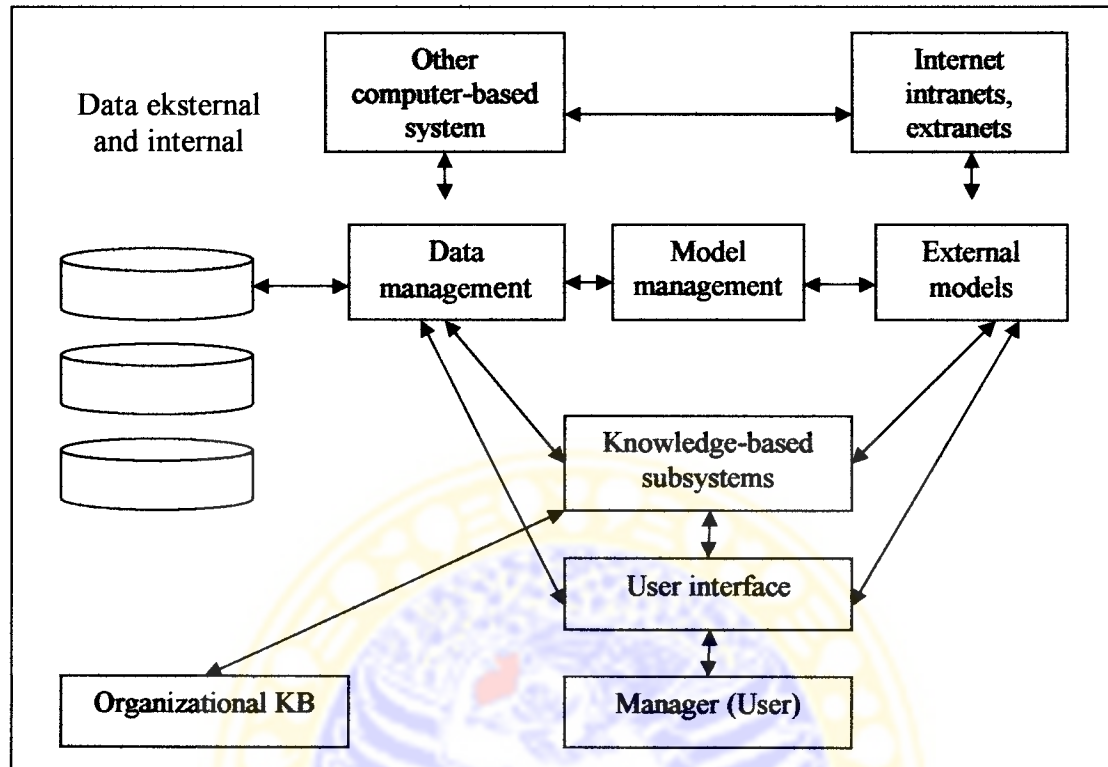 Other
computer-based
system
Internet
intranets,
extranets
Data eksternal
and internal
Data
management
Model
management
External
models
Knowledge-based
subsystems
User interface
Organizational KB
Manager (User)